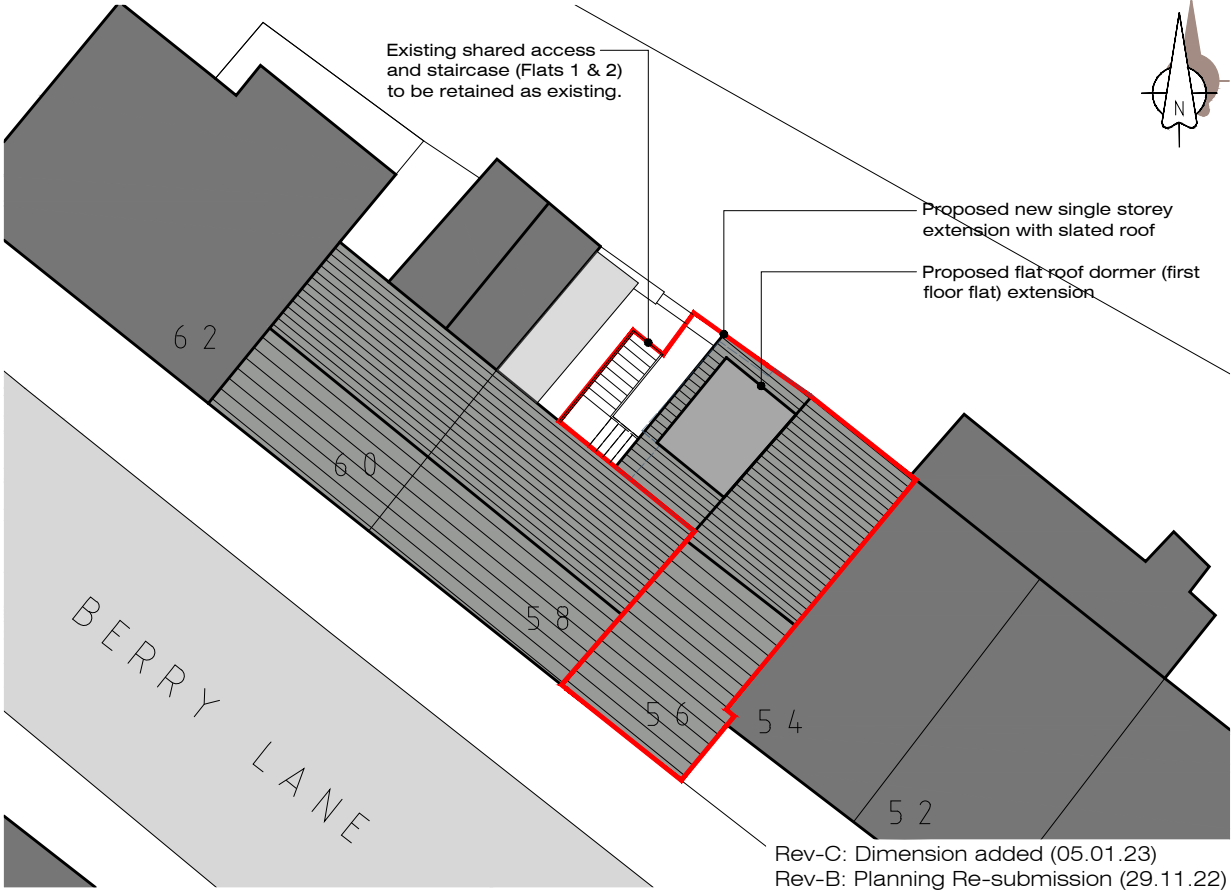 Existing shared access
and staircase (Flats 1 & 2)
to be retained as existing.
N
Proposed new single storey
extension with slated roof
Proposed flat roof dormer (first
floor flat) extension
62
60
58
56
54
52
BERRY LANE
Rev-C: Dimension added (05.01.23)
Rev-B: Planning Re-submission (29.11.22)